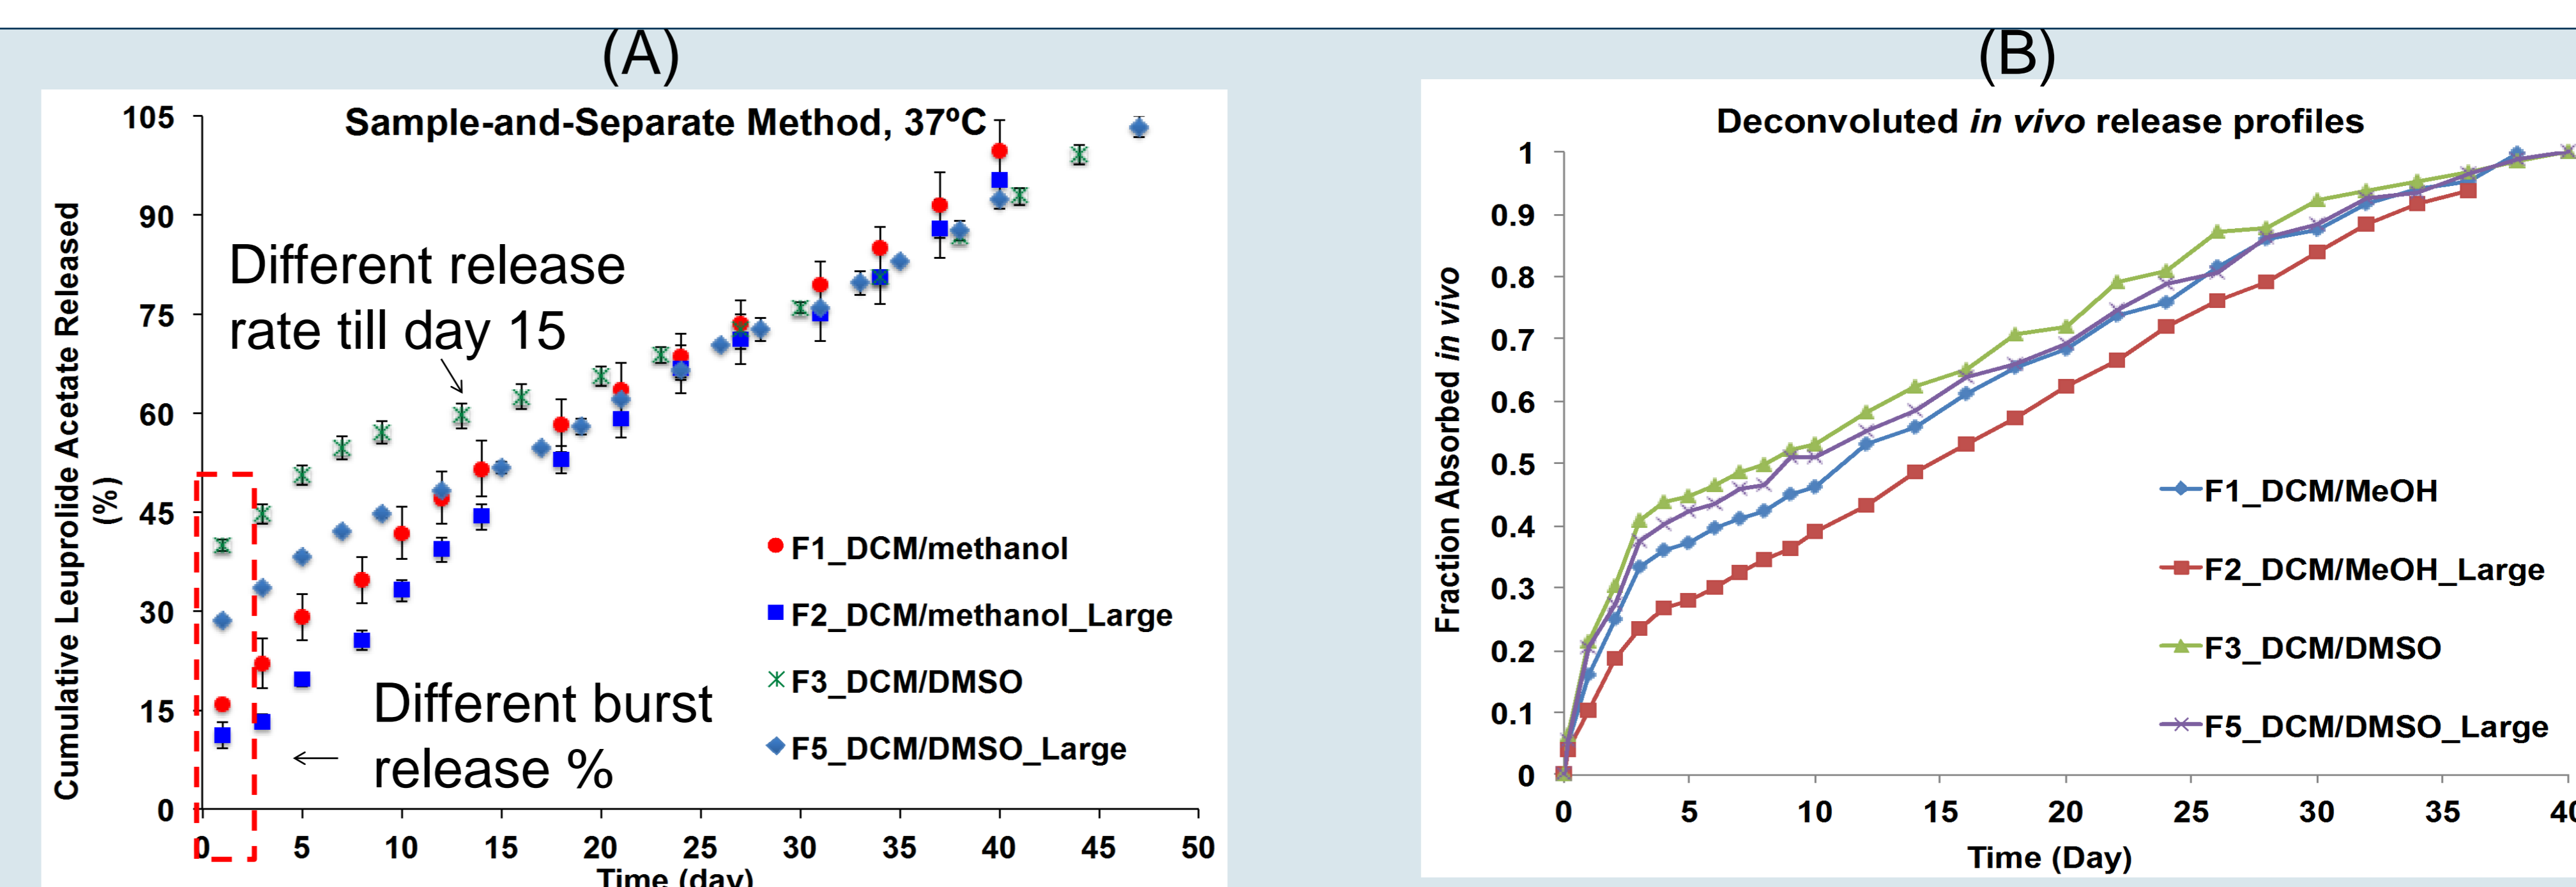 (A)
Sample-and-Separate Method, 37ºC
Cumulative Leuprolide Acetate Released
(%)
105
90
75
60
45
30
15
0
Different release
rate till day 15
Different burst
release %
F1_DCM/methanol
F2_DCM/methanol_Large
F3_DCM/DMSO
F5_DCM/DMSO_Large
0 5 10 15 20 25 30 35 40 45 50
Time (day)
(B)
Deconvoluted in vivo release profiles
Fraction Absorbed in vivo
1
0.9
0.8
0.7
0.6
0.5
0.4
0.3
0.2
0.1
0
F1_DCM/MeOH
F2_DCM/MeOH_Large
F3_DCM/DMSO
F5_DCM/DMSO_Large
0 5 10 15 20 25 30 35 40
Time (Day)